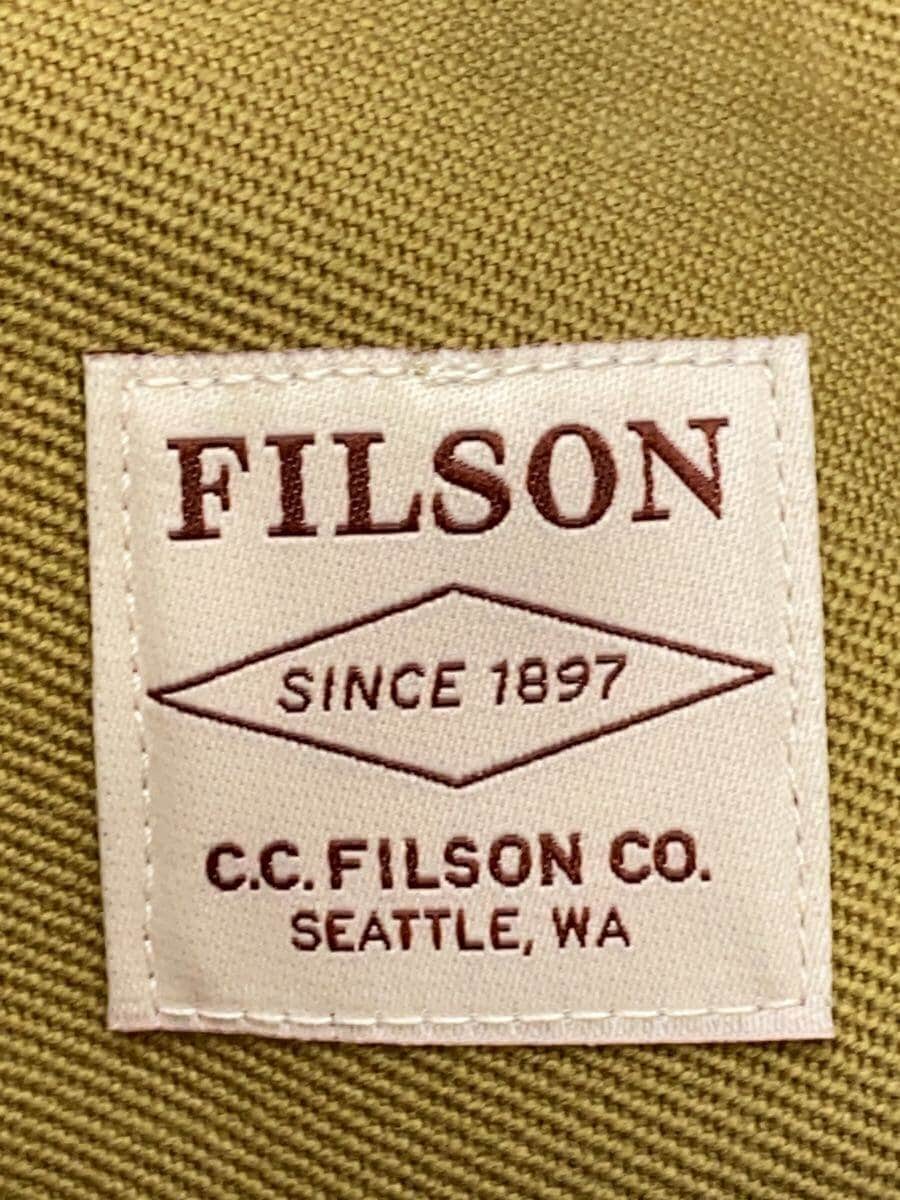 FILSON
SINCE 1897
C.C. FILSON CO.
SEATTLE, WA